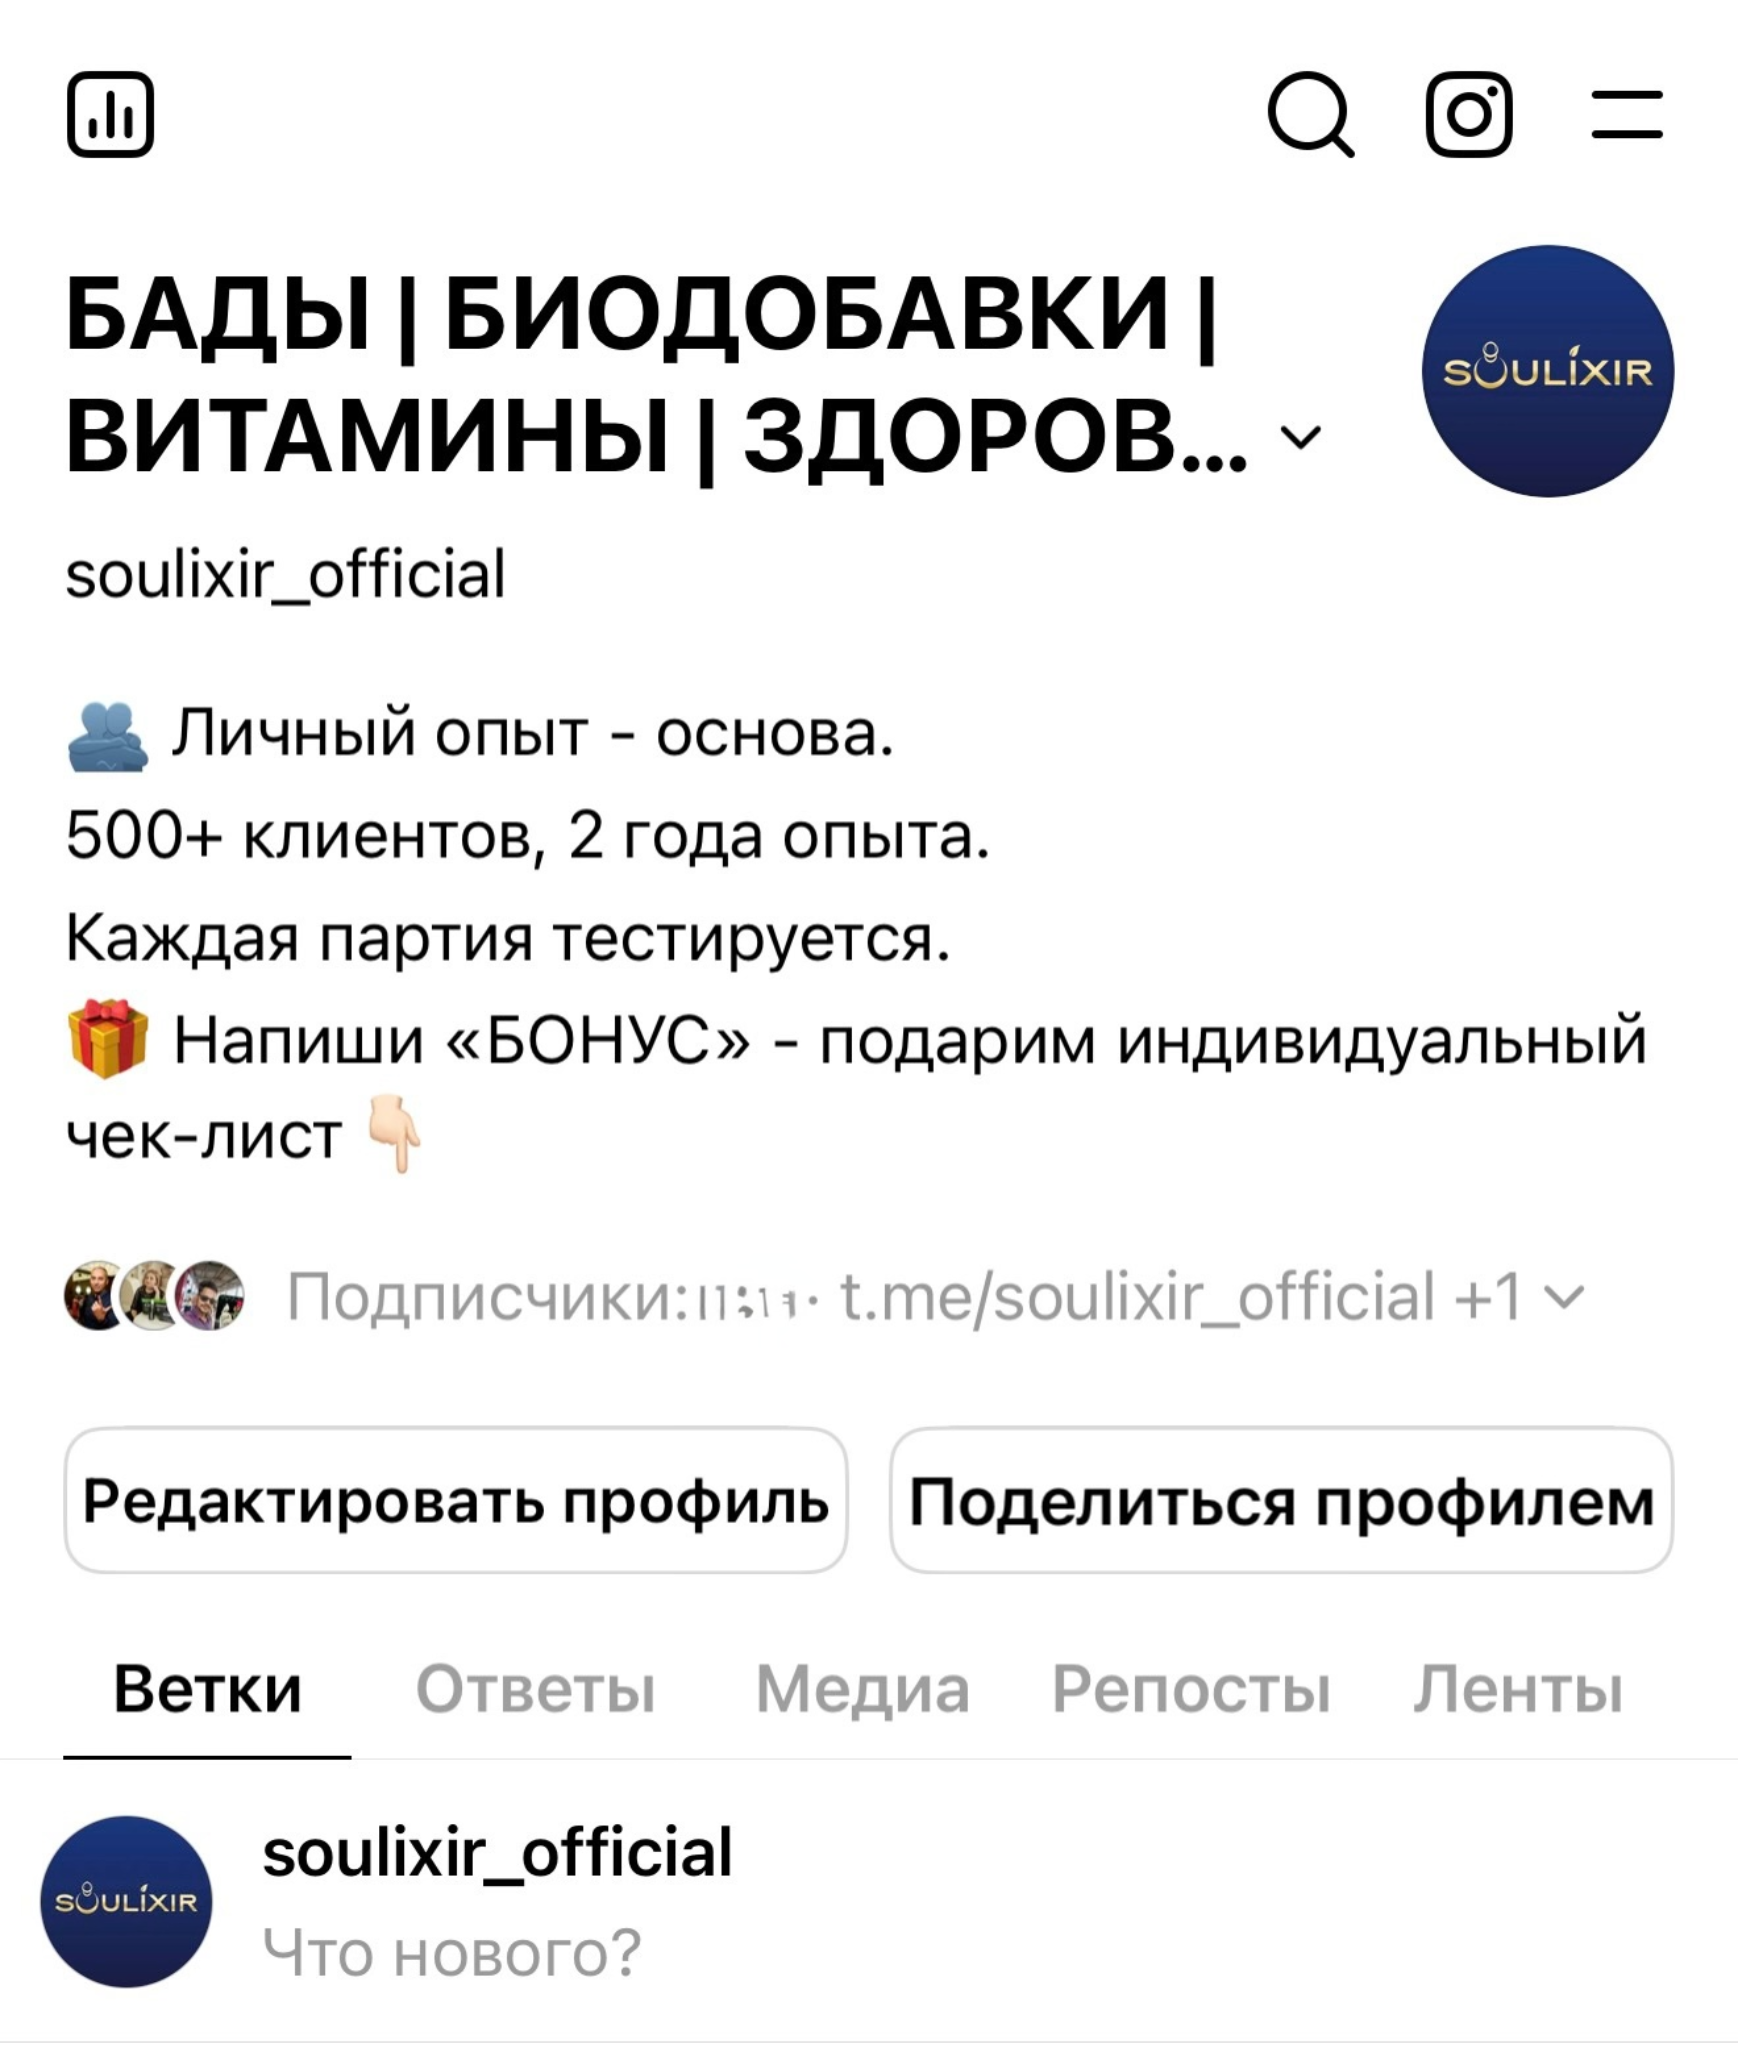 БАДЫ | БИОДОБАВКИ |
ВИТАМИНЫ | ЗДОРОВ...
SOULIXIR
soulixir_official
Личный опыт - основа.
500+ клиентов, 2 года опыта.
Каждая партия тестируется.
Напиши «БОНУС» - подарим индивидуальный
чек-лист
Подписчики: · t.me/soulixir_official +1
Редактировать профиль
Поделиться профилем
Ветки Ответы Медиа Репосты Ленты
SOULIXIR
soulixir_official
Что нового?